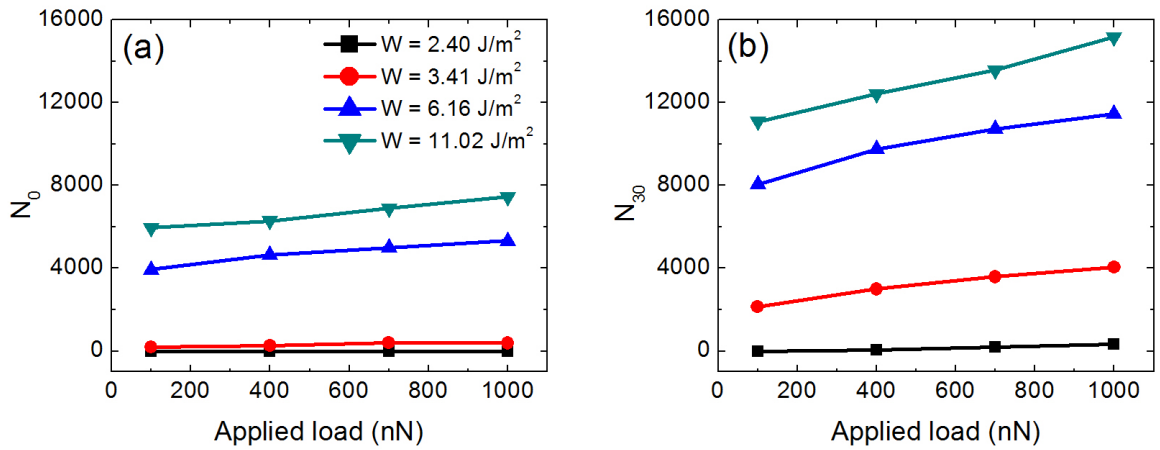 (a)
W = 2.40 J/m²
W = 3.41 J/m²
W = 6.16 J/m²
W = 11.02 J/m²
16000
12000
8000
4000
0
N₀
0 200 400 600 800 1000
Applied load (nN)
(b)
16000
12000
8000
4000
0
N₃₀
0 200 400 600 800 1000
Applied load (nN)